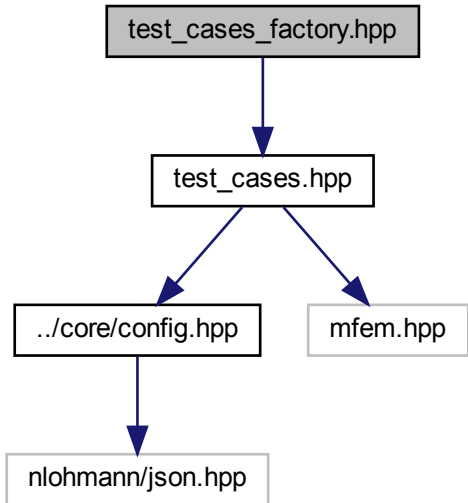 test_cases_factory.hpp
test_cases.hpp
../core/config.hpp
mfem.hpp
nlohmann/json.hpp